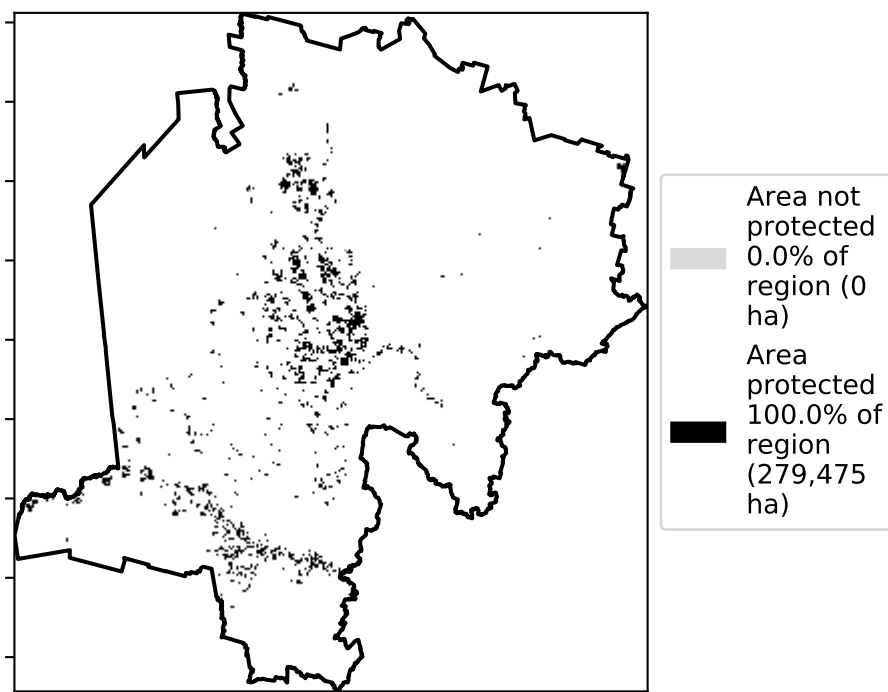 Area not
protected
0.0% of
region (0
ha)
Area
protected
100.0% of
region
(279,475
ha)